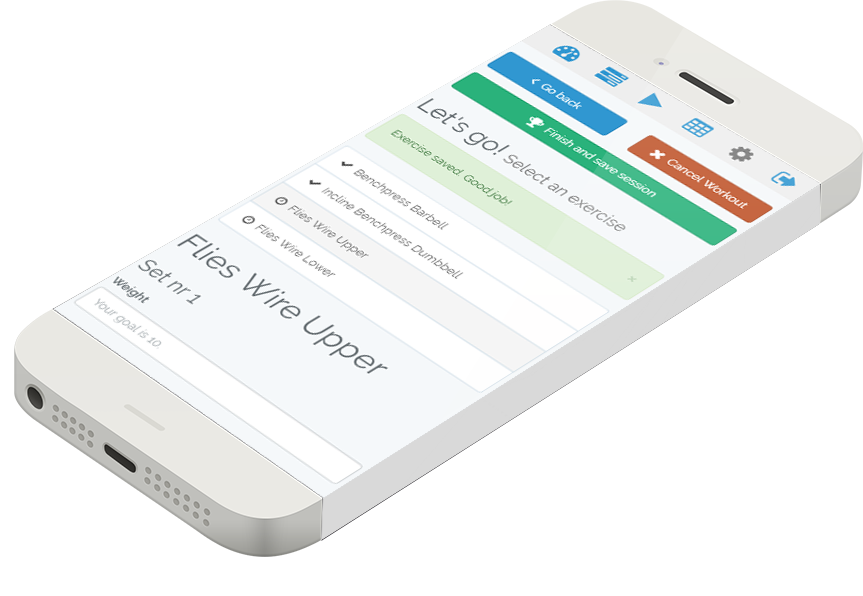 Go back
Cancel Workout
Finish and save session
Let's go! Select an exercise
Exercise saved. Good job!
×
Benchpress Barbell
Incline Benchpress Dumbbell
Flies Wire Upper
Flies Wire Lower
Flies Wire Upper
Set nr 1
Weight
Your goal is 10.